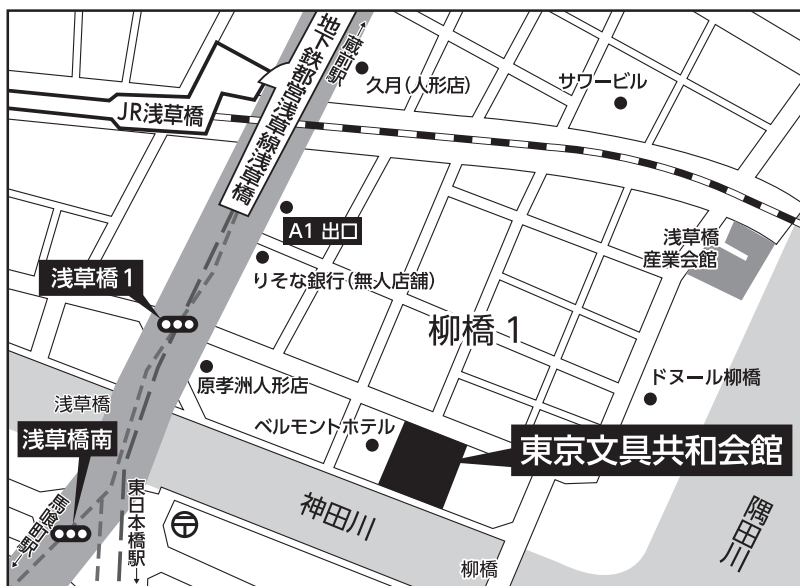 地下鉄都営浅草線浅草橋
←蔵前駅
久月(人形店)
サワービル
JR浅草橋
A1 出口
浅草橋
産業会館
りそな銀行(無人店舗)
浅草橋1
柳橋1
原孝洲人形店
ドヌール柳橋
浅草橋
ベルモントホテル
浅草橋南
東京文具共和会館
神田川
隅田川
←馬喰町駅
東日本橋駅→
柳橋